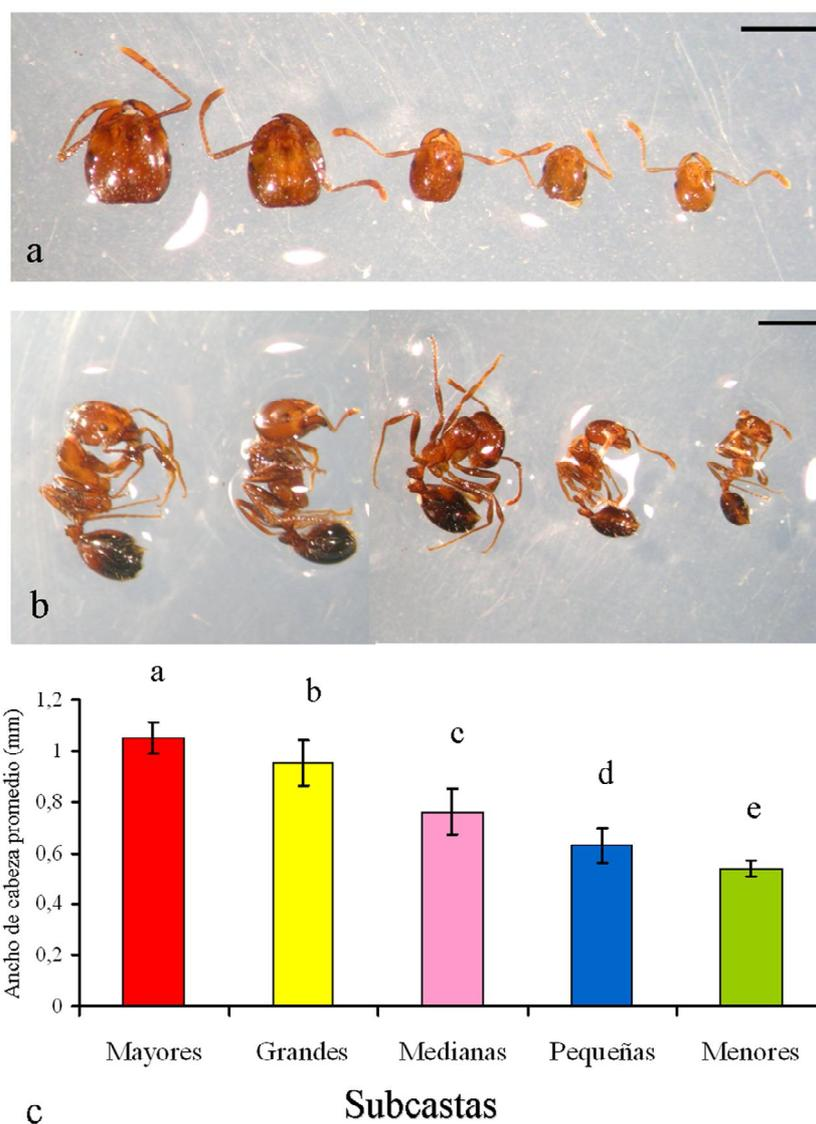 a
b
a
b
c
d
e
1,2
1
0,8
0,6
0,4
0,2
0
Ancho de cabeza promedio (mm)
Mayores Grandes Medianas Pequeñas Menores
c
Subcastas